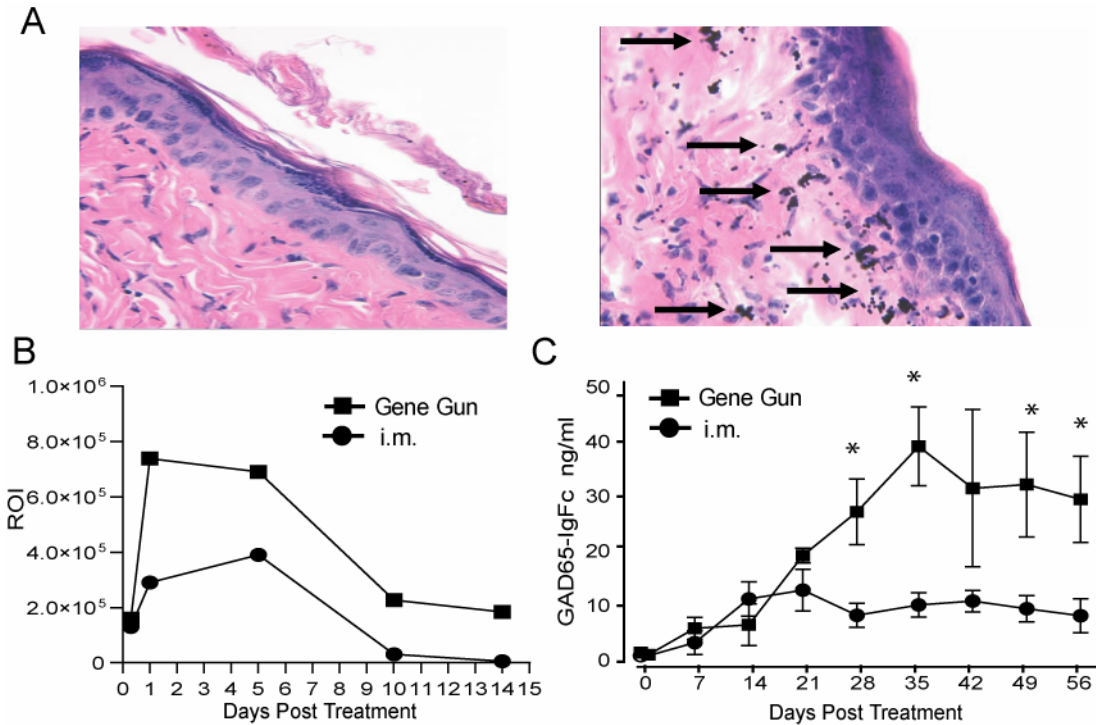 A
B
1.0×10⁶
8.0×10⁵
6.0×10⁵
4.0×10⁵
2.0×10⁵
0
ROI
Gene Gun
i.m.
0 1 2 3 4 5 6 7 8 9 10 11 12 13 14 15
Days Post Treatment
C
50
40
30
20
10
0
GAD65-IgFc ng/ml
Gene Gun
i.m.
* * * *
0 7 14 21 28 35 42 49 56
Days Post Treatment